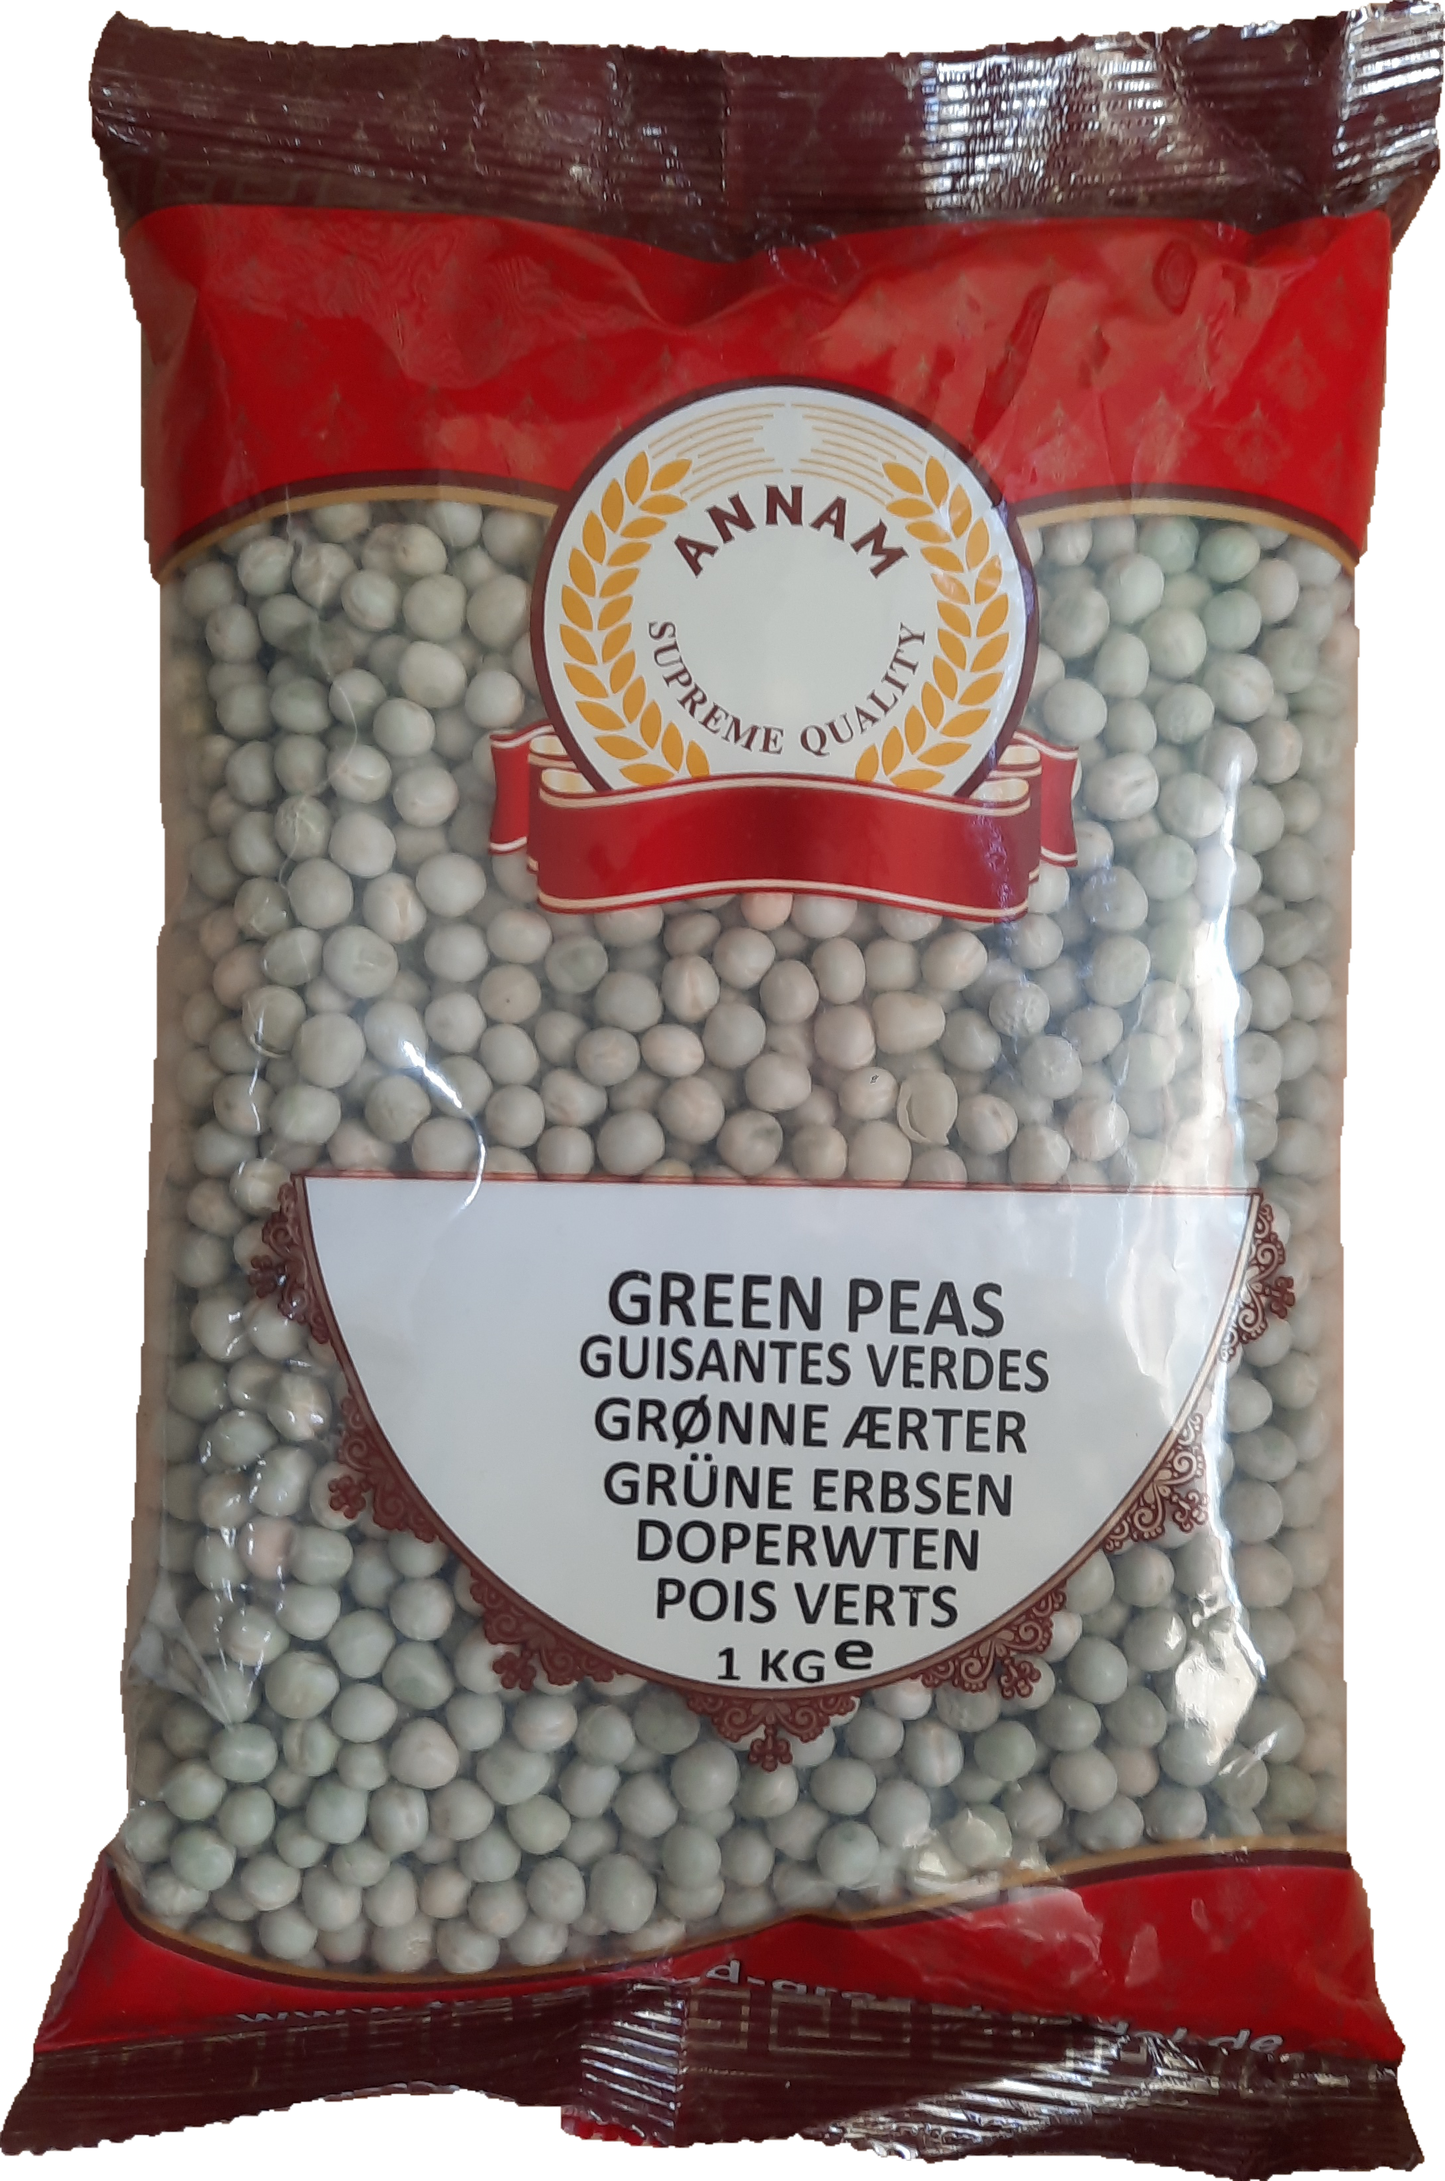 ANNAM
SUPREME QUALITY
GREEN PEAS
GUISANTES VERDES
GRØNNE ÆRTER
GRÜNE ERBSEN
DOPERWTEN
POIS VERTS
1 KG e